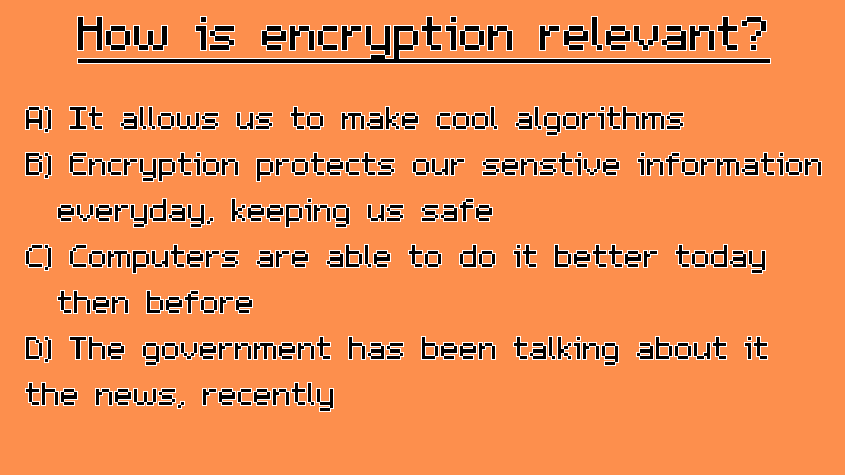 How is encryption relevant?
A) It allows us to make cool algorithms
B) Encryption protects our senstive information
everyday, keeping us safe
C) Computers are able to do it better today
then before
D) The government has been talking about it
the news, recently